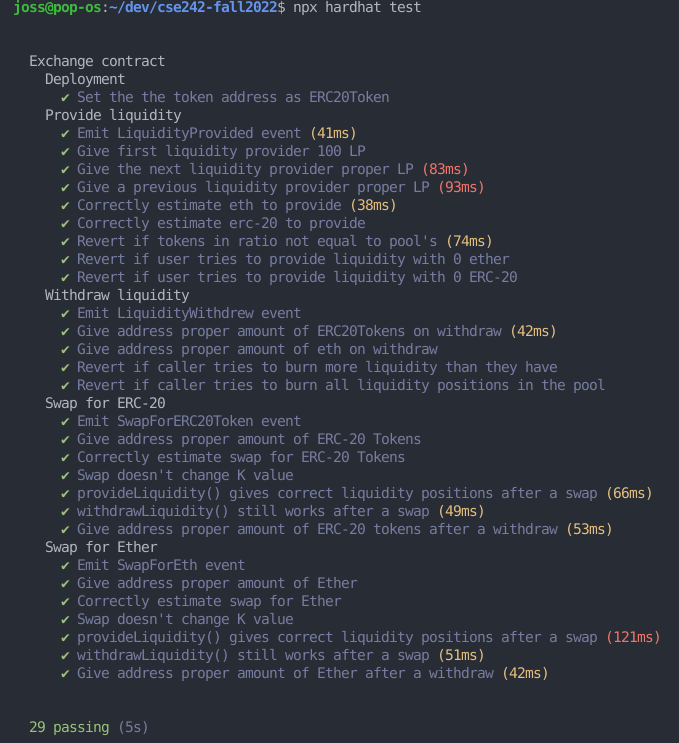 joss@pop-os:~/dev/cse242-fall2022$ npx hardhat test
Exchange contract
Deployment
✔ Set the the token address as ERC20Token
Provide liquidity
✔ Emit LiquidityProvided event (41ms)
✔ Give first liquidity provider 100 LP
✔ Give the next liquidity provider proper LP (83ms)
✔ Give a previous liquidity provider proper LP (93ms)
✔ Correctly estimate eth to provide (38ms)
✔ Correctly estimate erc-20 to provide
✔ Revert if tokens in ratio not equal to pool's (74ms)
✔ Revert if user tries to provide liquidity with 0 ether
✔ Revert if user tries to provide liquidity with 0 ERC-20
Withdraw liquidity
✔ Emit LiquidityWithdrew event
✔ Give address proper amount of ERC20Tokens on withdraw (42ms)
✔ Give address proper amount of eth on withdraw
✔ Revert if caller tries to burn more liquidity than they have
✔ Revert if caller tries to burn all liquidity positions in the pool
Swap for ERC-20
✔ Emit SwapForERC20Token event
✔ Give address proper amount of ERC-20 Tokens
✔ Correctly estimate swap for ERC-20 Tokens
✔ Swap doesn't change K value
✔ provideLiquidity() gives correct liquidity positions after a swap (66ms)
✔ withdrawLiquidity() still works after a swap (49ms)
✔ Give address proper amount of ERC-20 tokens after a withdraw (53ms)
Swap for Ether
✔ Emit SwapForEth event
✔ Give address proper amount of Ether
✔ Correctly estimate swap for Ether
✔ Swap doesn't change K value
✔ provideLiquidity() gives correct liquidity positions after a swap (121ms)
✔ withdrawLiquidity() still works after a swap (51ms)
✔ Give address proper amount of Ether after a withdraw (42ms)
29 passing (5s)